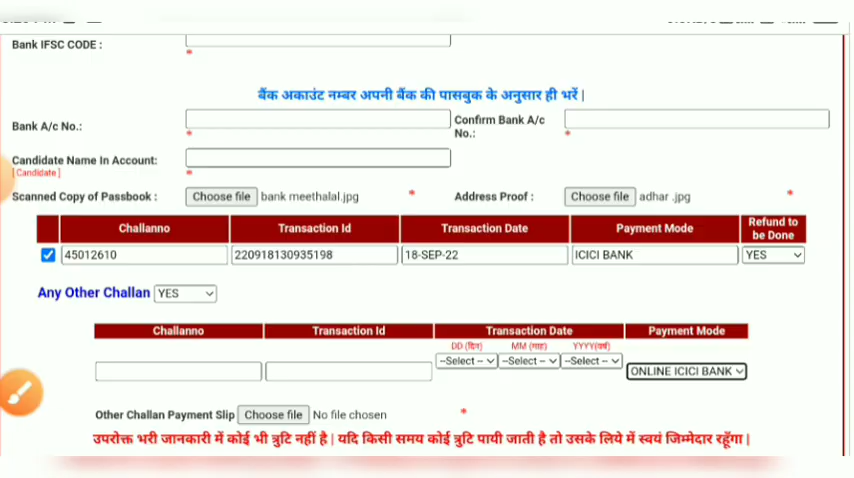 Bank IFSC CODE :
*
बैंक अकाउंट नम्बर अपनी बैंक की पासबुक के अनुसार ही भरें |
Bank A/c No.: * Confirm Bank A/c No.: *
Candidate Name In Account:
[ Candidate ] *
Scanned Copy of Passbook : Choose file bank meethalal.jpg * Address Proof : Choose file adhar .jpg *
Challanno Transaction Id Transaction Date Payment Mode Refund to be Done
45012610 220918130935198 18-SEP-22 ICICI BANK YES
Any Other Challan YES
Challanno Transaction Id Transaction Date Payment Mode
DD (दिन) MM (माह) YYYY(वर्ष)
--Select -- --Select -- --Select -- ONLINE ICICI BANK
Other Challan Payment Slip Choose file No file chosen *
उपरोक्त भरी जानकारी में कोई भी त्रुटि नहीं है | यदि किसी समय कोई त्रुटि पायी जाती है तो उसके लिये में स्वयं जिम्मेदार रहूँगा |